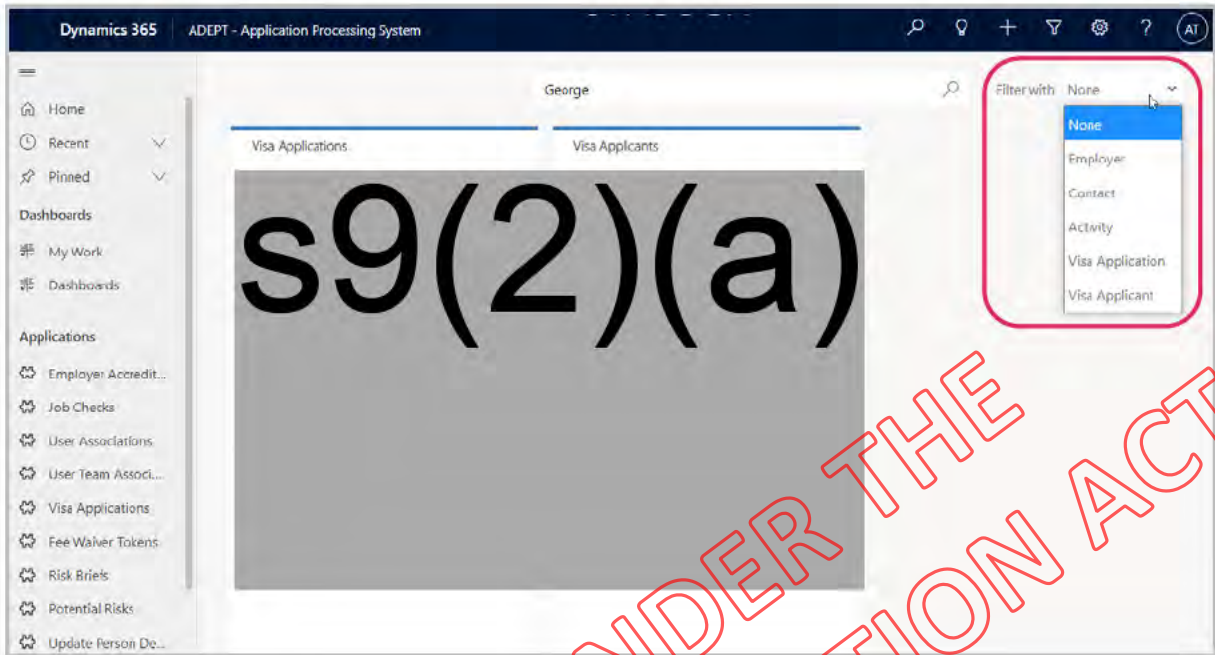 Dynamics 365 ADEPT - Application Processing System ? AT
George Filter with None
Home
None
Recent
Visa Applications Visa Applicants
Employer
Pinned
Contact
Dashboards
s9(2)(a)
Activity
My Work
Visa Application
Dashboards
Visa Applicant
Applications
Employer Accredit...
Job Checks
User Associations
User Team Associ...
Visa Applications
Fee Waiver Tokens
Risk Briefs
Potential Risks
Update Person De...
UNDER THE
ACT